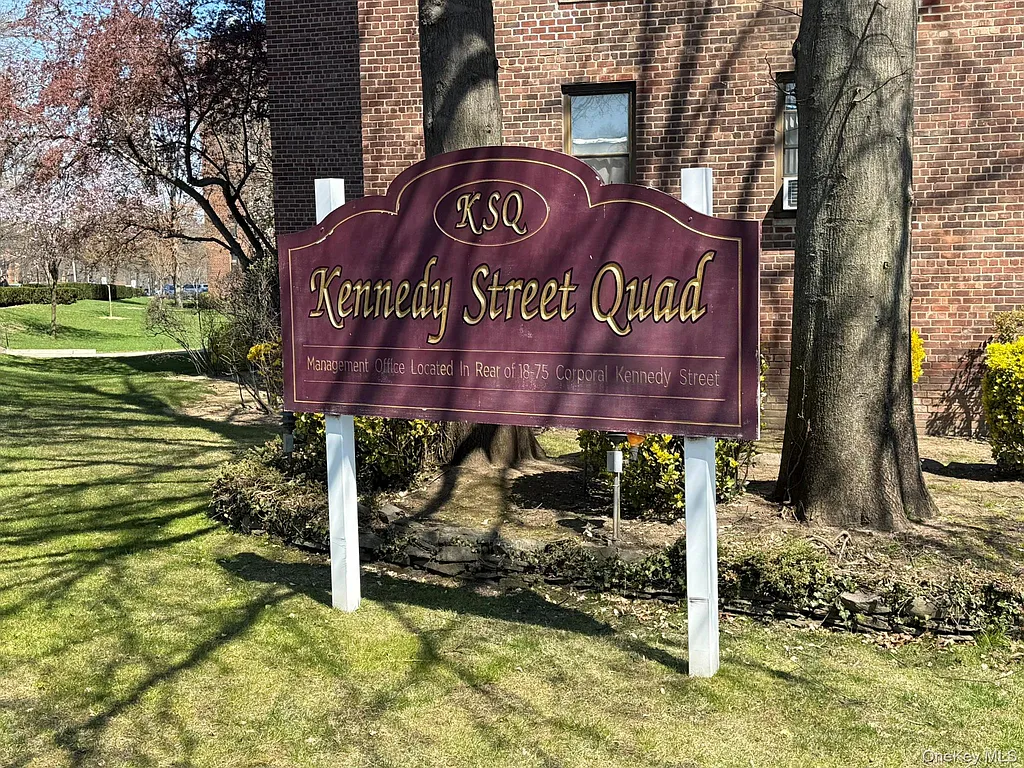 KSQ
Kennedy Street Quad
Management Office Located In Rear of 18-75 Corporal Kennedy Street
OneKey MLS